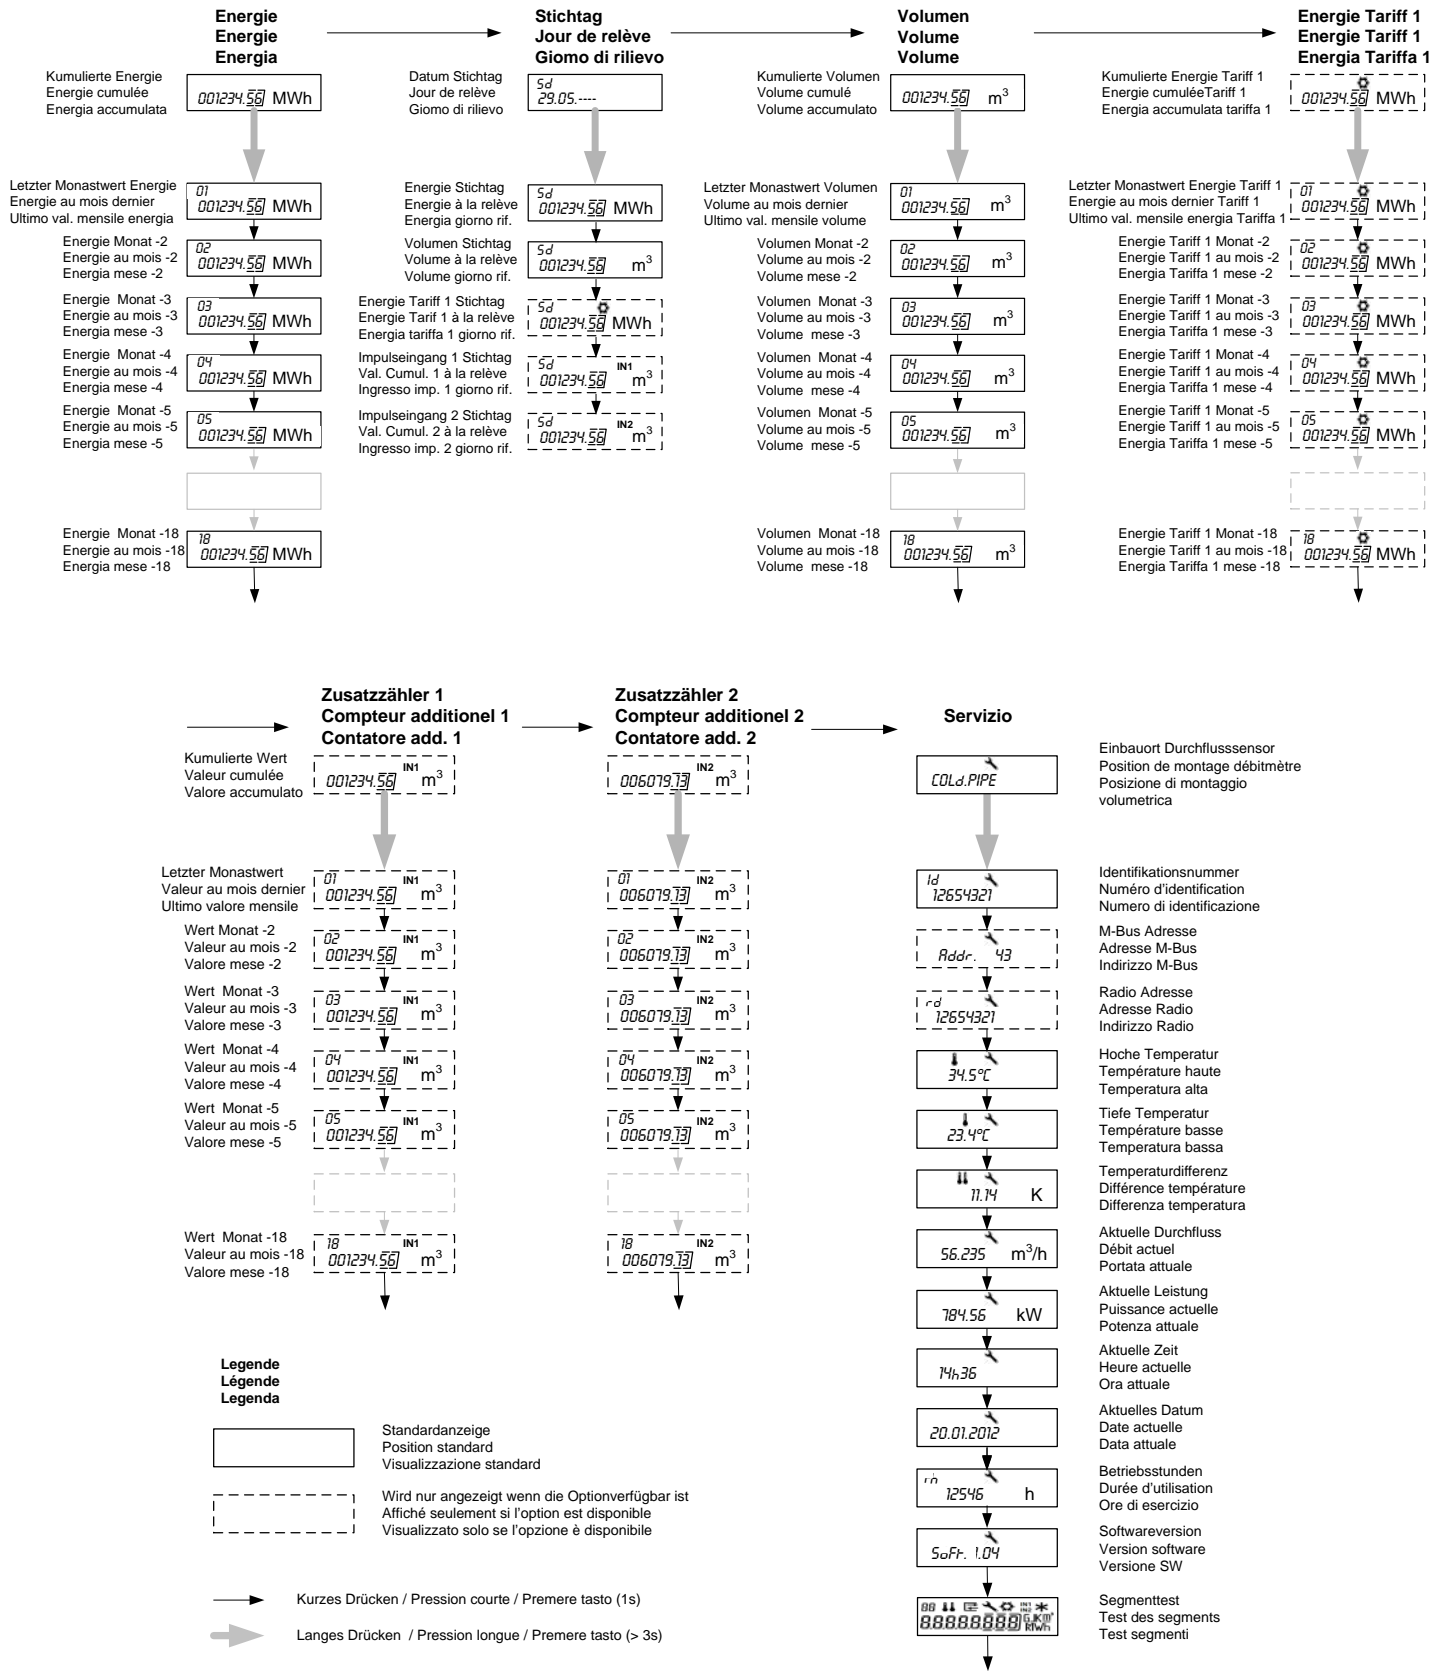 Energie
Energie
Energia
Kumulierte Energie
Energie cumulée
Energia accumulata
001234.56 MWh
Letzter Monastwert Energie
Energie au mois dernier
Ultimo val. mensile energia
01
001234.56 MWh
Energie Monat -2
Energie au mois -2
Energia mese -2
02
001234.56 MWh
Energie Monat -3
Energie au mois -3
Energia mese -3
03
001234.56 MWh
Energie Monat -4
Energie au mois -4
Energia mese -4
04
001234.56 MWh
Energie Monat -5
Energie au mois -5
Energia mese -5
05
001234.56 MWh
Energie Monat -18
Energie au mois -18
Energia mese -18
18
001234.56 MWh
Stichtag
Jour de relève
Giomo di rilievo
Datum Stichtag
Jour de relève
Giomo di rilievo
Sd
29.05.----
Energie Stichtag
Energie à la relève
Energia giorno rif.
Sd
001234.56 MWh
Volumen Stichtag
Volume à la relève
Volume giorno rif.
Sd
001234.56 m³
Energie Tariff 1 Stichtag
Energie Tarif 1 à la relève
Energia tariffa 1 giorno rif.
Sd
001234.56 MWh
Impulseingang 1 Stichtag
Val. Cumul. 1 à la relève
Ingresso imp. 1 giorno rif.
Sd IN1
001234.56 m³
Impulseingang 2 Stichtag
Val. Cumul. 2 à la relève
Ingresso imp. 2 giorno rif.
Sd IN2
001234.56 m³
Volumen
Volume
Volume
Kumulierte Volumen
Volume cumulé
Volume accumulato
001234.56 m³
Letzter Monastwert Volumen
Volume au mois dernier
Ultimo val. mensile volume
01
001234.56 m³
Volumen Monat -2
Volume au mois -2
Volume mese -2
02
001234.56 m³
Volumen Monat -3
Volume au mois -3
Volume mese -3
03
001234.56 m³
Volumen Monat -4
Volume au mois -4
Volume mese -4
04
001234.56 m³
Volumen Monat -5
Volume au mois -5
Volume mese -5
05
001234.56 m³
Volumen Monat -18
Volume au mois -18
Volume mese -18
18
001234.56 m³
Energie Tariff 1
Energie Tariff 1
Energia Tariffa 1
Kumulierte Energie Tariff 1
Energie cumuléeTariff 1
Energia accumulata tariffa 1
001234.56 MWh
Letzter Monastwert Energie Tariff 1
Energie au mois dernier Tariff 1
Ultimo val. mensile energia Tariffa 1
01
001234.56 MWh
Energie Tariff 1 Monat -2
Energie Tariff 1 au mois -2
Energia Tariffa 1 mese -2
02
001234.56 MWh
Energie Tariff 1 Monat -3
Energie Tariff 1 au mois -3
Energia Tariffa 1 mese -3
03
001234.56 MWh
Energie Tariff 1 Monat -4
Energie Tariff 1 au mois -4
Energia Tariffa 1 mese -4
04
001234.56 MWh
Energie Tariff 1 Monat -5
Energie Tariff 1 au mois -5
Energia Tariffa 1 mese -5
05
001234.56 MWh
Energie Tariff 1 Monat -18
Energie Tariff 1 au mois -18
Energia Tariffa 1 mese -18
18
001234.56 MWh
Zusatzzähler 1
Compteur additionel 1
Contatore add. 1
Kumulierte Wert
Valeur cumulée
Valore accumulato
IN1
001234.56 m³
Letzter Monastwert
Valeur au mois dernier
Ultimo valore mensile
01 IN1
001234.56 m³
Wert Monat -2
Valeur au mois -2
Valore mese -2
02 IN1
001234.56 m³
Wert Monat -3
Valeur au mois -3
Valore mese -3
03 IN1
001234.56 m³
Wert Monat -4
Valeur au mois -4
Valore mese -4
04 IN1
001234.56 m³
Wert Monat -5
Valeur au mois -5
Valore mese -5
05 IN1
001234.56 m³
Wert Monat -18
Valeur au mois -18
Valore mese -18
18 IN1
001234.56 m³
Zusatzzähler 2
Compteur additionel 2
Contatore add. 2
IN2
006079.73 m³
01 IN2
006079.73 m³
02 IN2
006079.73 m³
03 IN2
006079.73 m³
04 IN2
006079.73 m³
05 IN2
006079.73 m³
18 IN2
006079.73 m³
Servizio
COLd.PIPE
Einbauort Durchflusssensor
Position de montage débitmètre
Posizione di montaggio
volumetrica
Id
12654321
Identifikationsnummer
Numéro d'identification
Numero di identificazione
Addr. 43
M-Bus Adresse
Adresse M-Bus
Indirizzo M-Bus
rd
12654321
Radio Adresse
Adresse Radio
Indirizzo Radio
34.5°C
Hoche Temperatur
Température haute
Temperatura alta
23.4°C
Tiefe Temperatur
Température basse
Temperatura bassa
11.14 K
Temperaturdifferenz
Différence température
Differenza temperatura
56.235 m³/h
Aktuelle Durchfluss
Débit actuel
Portata attuale
784.56 kW
Aktuelle Leistung
Puissance actuelle
Potenza attuale
14h36
Aktuelle Zeit
Heure actuelle
Ora attuale
20.01.2012
Aktuelles Datum
Date actuelle
Data attuale
rh
12546 h
Betriebsstunden
Durée d'utilisation
Ore di esercizio
Soft. 1.04
Softwareversion
Version software
Versione SW
88 IN1 IN2
88888888
Segmenttest
Test des segments
Test segmenti
Legende
Légende
Legenda
Standardanzeige
Position standard
Visualizzazione standard
Wird nur angezeigt wenn die Optionverfügbar ist
Affiché seulement si l'option est disponible
Visualizzato solo se l'opzione è disponibile
Kurzes Drücken / Pression courte / Premere tasto (1s)
Langes Drücken / Pression longue / Premere tasto (> 3s)